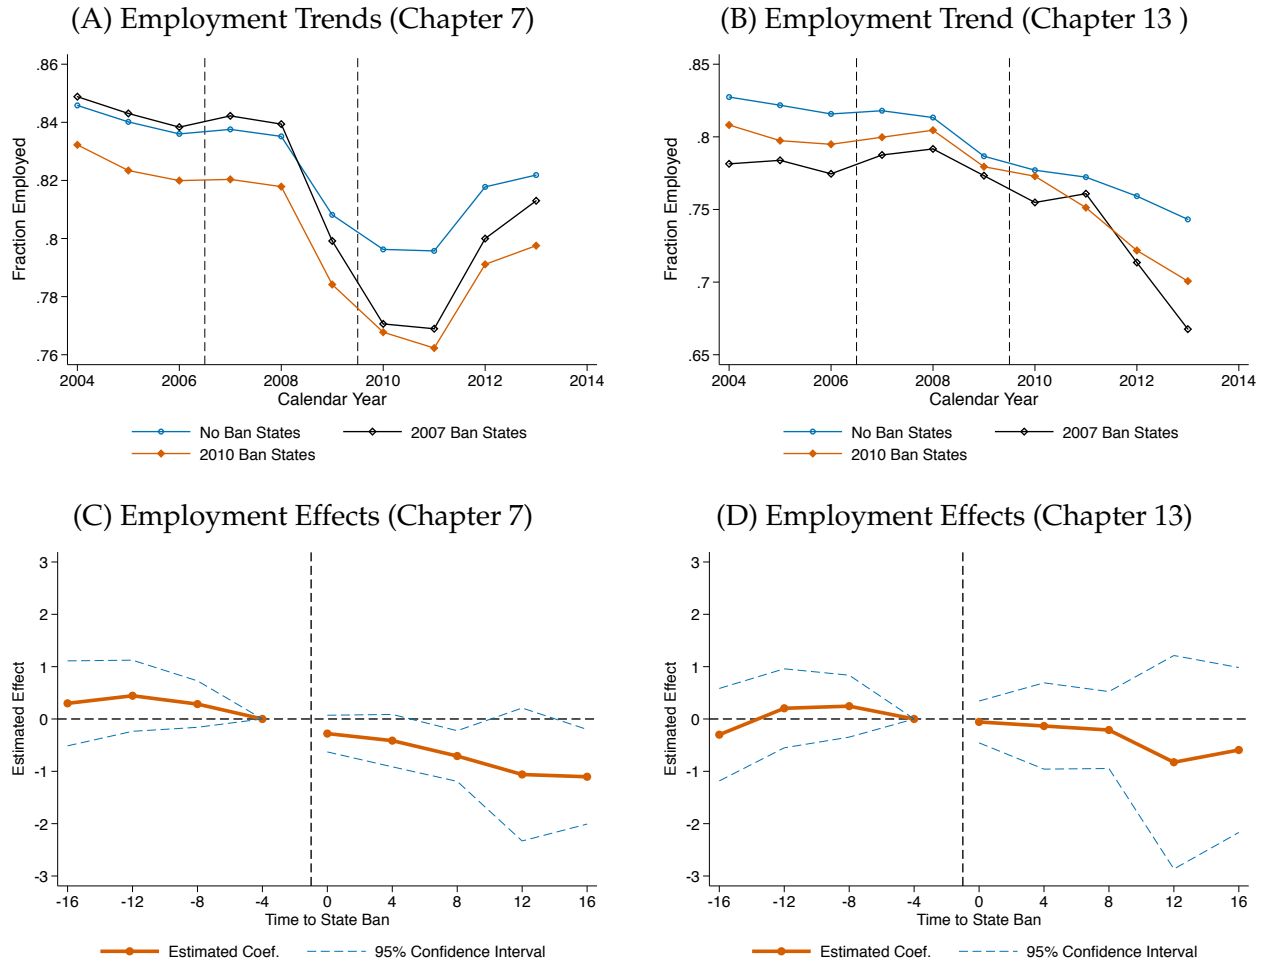 (A) Employment Trends (Chapter 7)
.86
.84
.82
.8
.78
.76
Fraction Employed
2004 2006 2008 2010 2012 2014
Calendar Year
No Ban States 2007 Ban States
2010 Ban States
(B) Employment Trend (Chapter 13 )
.85
.8
.75
.7
.65
Fraction Employed
2004 2006 2008 2010 2012 2014
Calendar Year
No Ban States 2007 Ban States
2010 Ban States
(C) Employment Effects (Chapter 7)
3
2
1
0
-1
-2
-3
Estimated Effect
-16 -12 -8 -4 0 4 8 12 16
Time to State Ban
Estimated Coef. 95% Confidence Interval
(D) Employment Effects (Chapter 13)
3
2
1
0
-1
-2
-3
Estimated Effect
-16 -12 -8 -4 0 4 8 12 16
Time to State Ban
Estimated Coef. 95% Confidence Interval